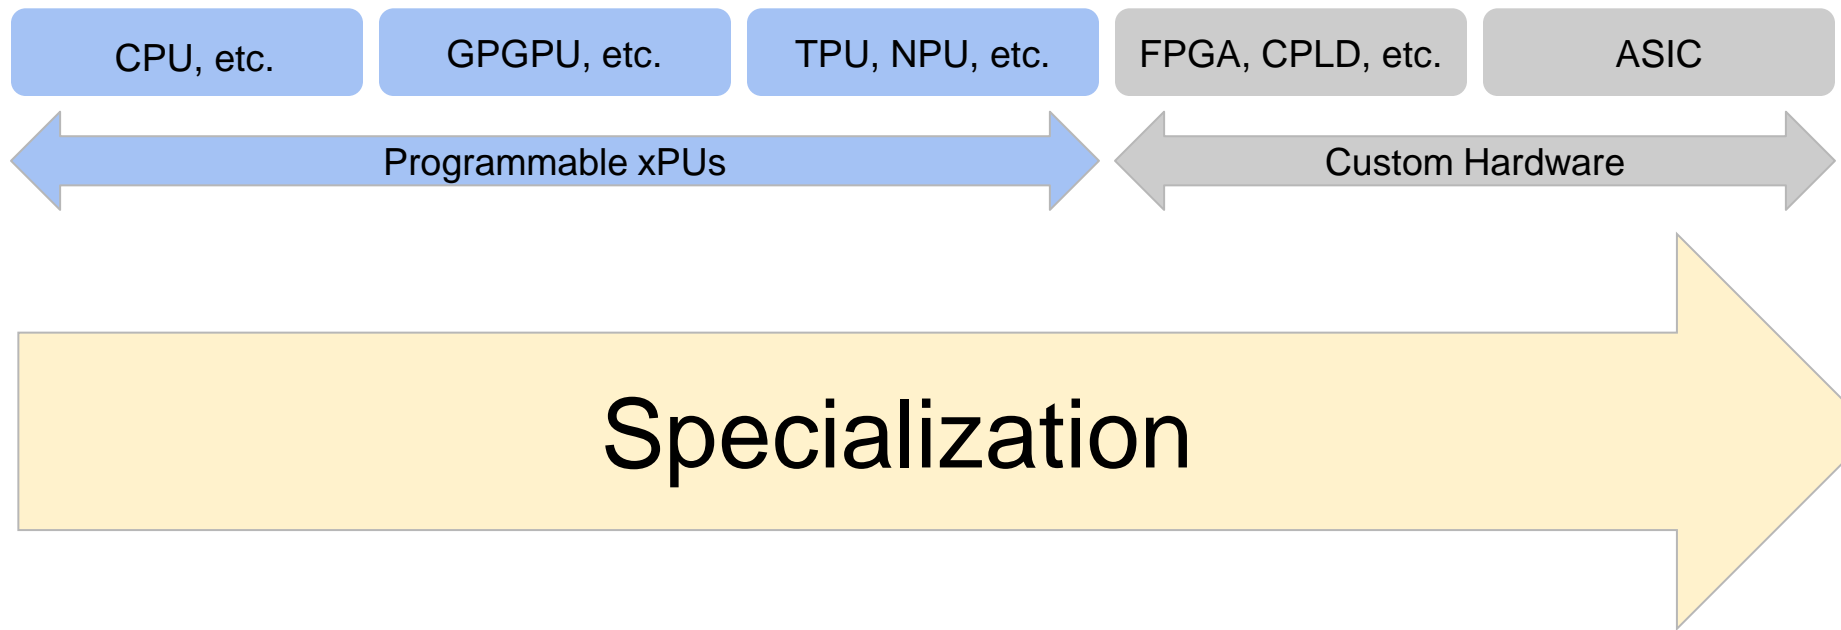 CPU, etc.
GPGPU, etc.
TPU, NPU, etc.
FPGA, CPLD, etc.
ASIC
Programmable xPUs
Custom Hardware
Specialization